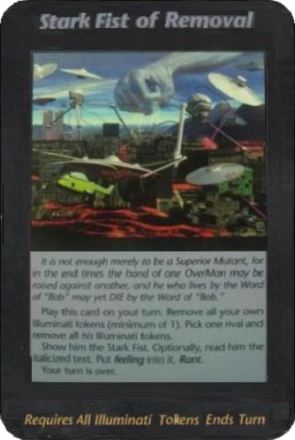 Stark Fist of Removal
It is not enough merely to be a Superior Mutant, for
in the end times the hand of one OverMan may be
raised against another, and he who lives by the Word
of "Bob" may yet DIE by the Word of "Bob."
Play this card on your turn. Remove all your own
Illuminati tokens (minimum of 1). Pick one rival and
remove all his Illuminati tokens.
Show him the Stark Fist. Optionally, read him the
italicized text. Put feeling into it. Rant.
Your turn is over.
Requires All Illuminati Tokens Ends Turn